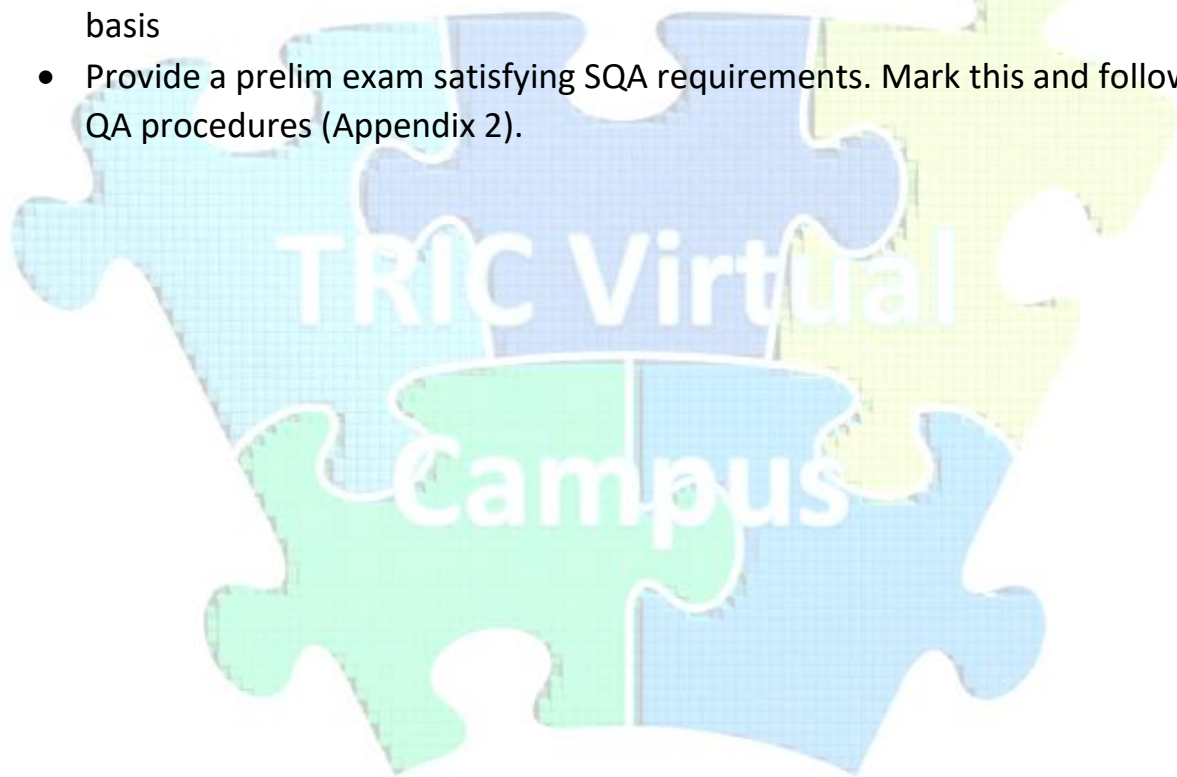 basis
• Provide a prelim exam satisfying SQA requirements. Mark this and follow
QA procedures (Appendix 2).
TRIC Virtual
Campus